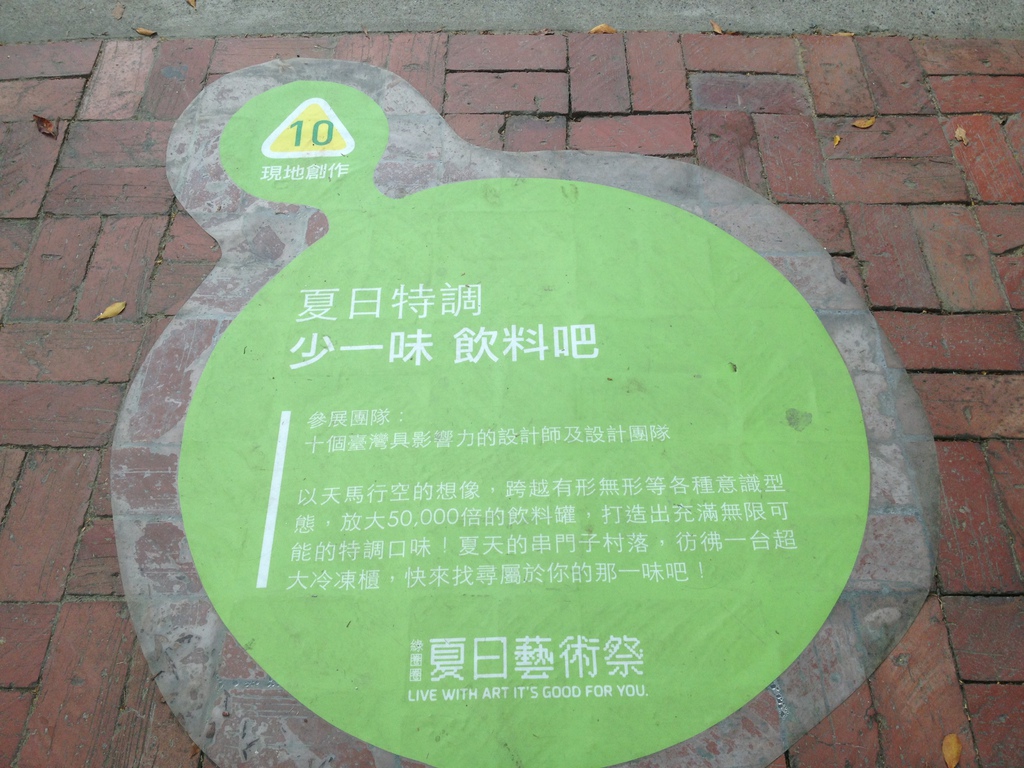 10
現地創作
夏日特調
少一味 飲料吧
參展團隊：
十個臺灣具影響力的設計師及設計團隊
以天馬行空的想像，跨越有形無形等各種意識型
態，放大50,000倍的飲料罐，打造出充滿無限可
能的特調口味！夏天的串門子村落，彷彿一台超
大冷凍櫃，快來找尋屬於你的那一味吧！
綠圈圈
夏日藝術祭
LIVE WITH ART IT'S GOOD FOR YOU.